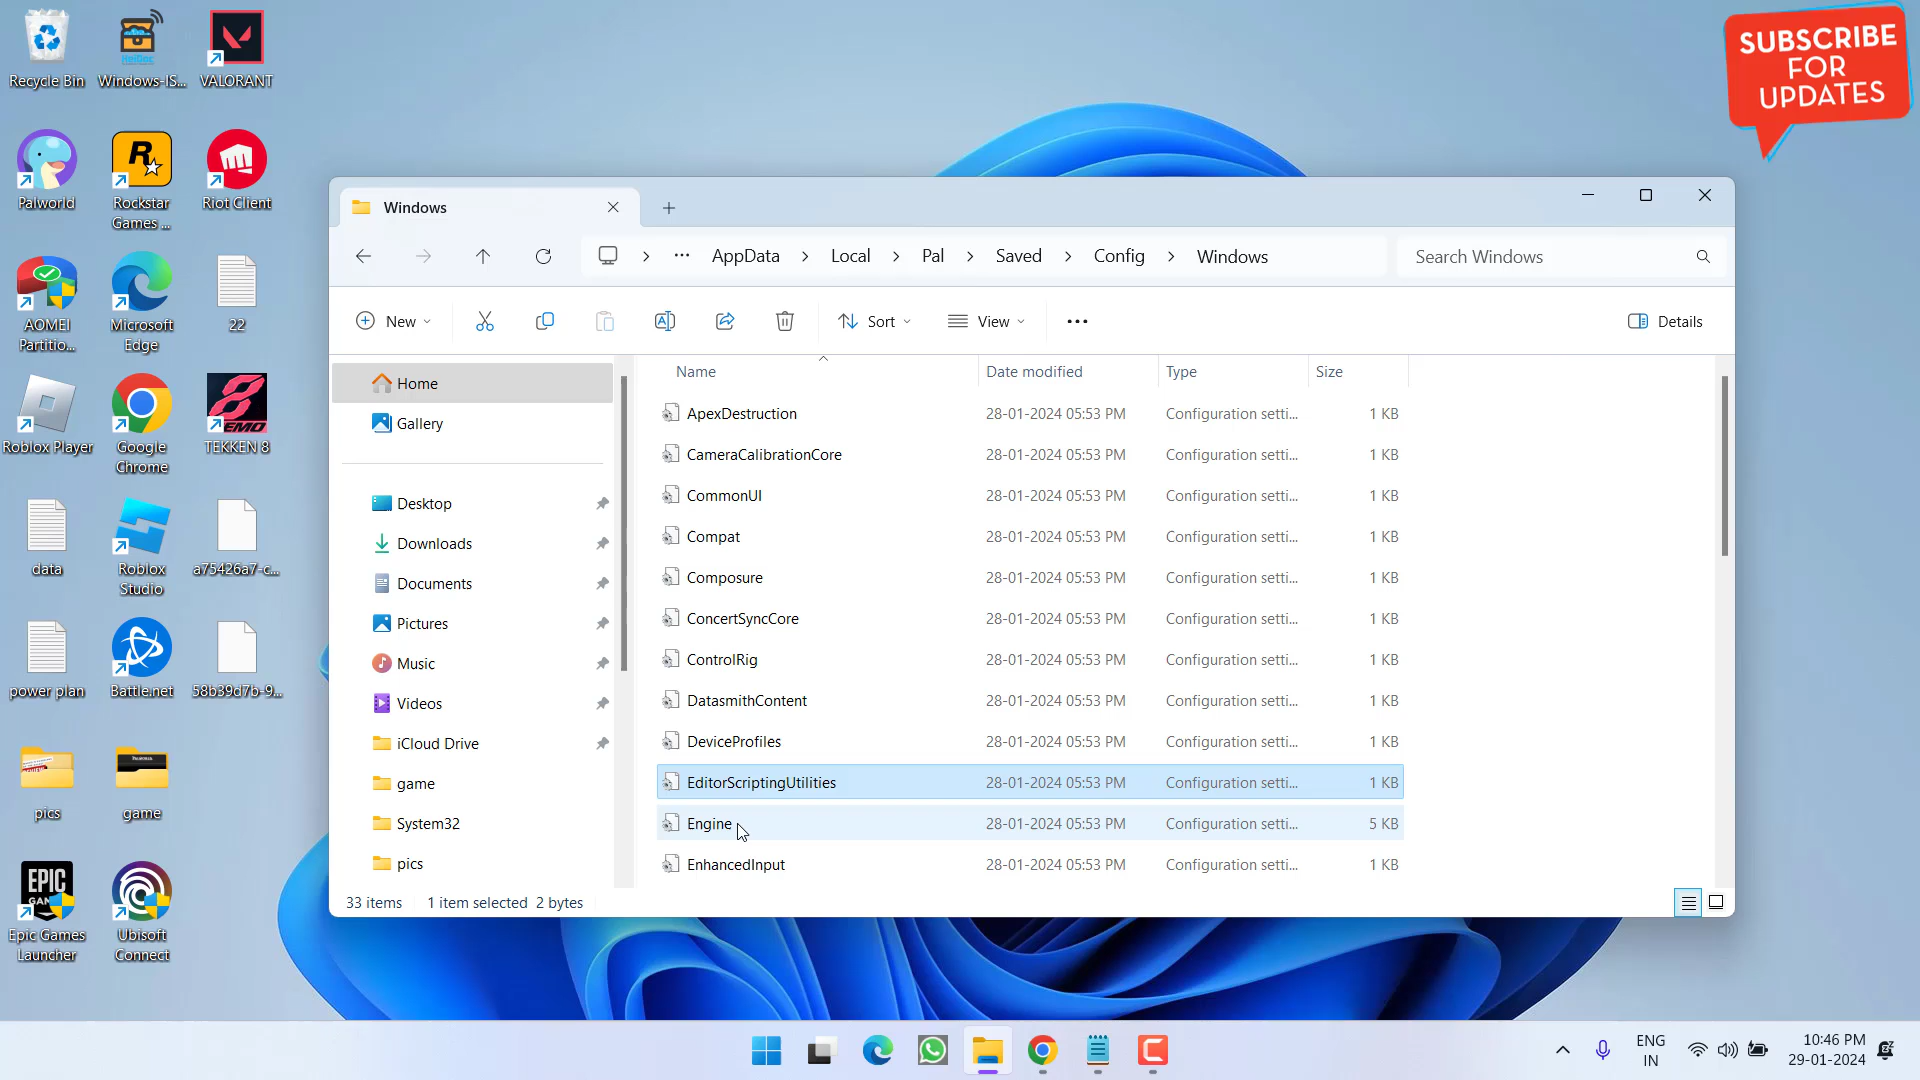 SUBSCRIBE
FOR
UPDATES
Recycle Bin
Windows-IS...
VALORANT
Palworld
Rockstar
Games ...
Riot Client
AOMEI
Partitio...
Microsoft
Edge
22
Roblox Player
Google
Chrome
TEKKEN 8
data
Roblox
Studio
a75426a7-c...
power plan
Battle.net
58b39d7b-9...
pics
game
Epic Games
Launcher
Ubisoft
Connect
Windows
AppData
Local
Pal
Saved
Config
Windows
Search Windows
New
Sort
View
Details
Home
Gallery
Desktop
Downloads
Documents
Pictures
Music
Videos
iCloud Drive
game
System32
pics
Name Date modified Type Size
ApexDestruction 28-01-2024 05:53 PM Configuration setti... 1 KB
CameraCalibrationCore 28-01-2024 05:53 PM Configuration setti... 1 KB
CommonUI 28-01-2024 05:53 PM Configuration setti... 1 KB
Compat 28-01-2024 05:53 PM Configuration setti... 1 KB
Composure 28-01-2024 05:53 PM Configuration setti... 1 KB
ConcertSyncCore 28-01-2024 05:53 PM Configuration setti... 1 KB
ControlRig 28-01-2024 05:53 PM Configuration setti... 1 KB
DatasmithContent 28-01-2024 05:53 PM Configuration setti... 1 KB
DeviceProfiles 28-01-2024 05:53 PM Configuration setti... 1 KB
EditorScriptingUtilities 28-01-2024 05:53 PM Configuration setti... 1 KB
Engine 28-01-2024 05:53 PM Configuration setti... 5 KB
EnhancedInput 28-01-2024 05:53 PM Configuration setti... 1 KB
33 items 1 item selected 2 bytes
ENG
IN
10:46 PM
29-01-2024